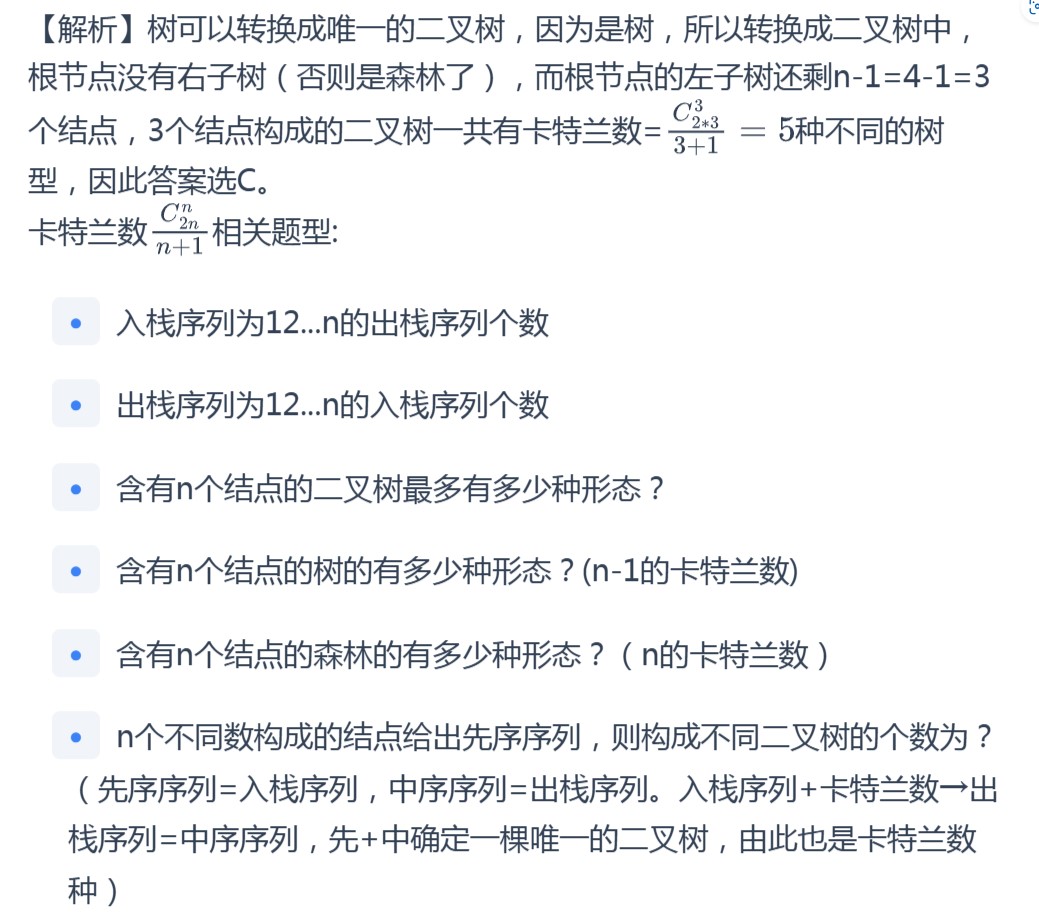 【解析】树可以转换成唯一的二叉树，因为是树，所以转换成二叉树中，
根节点没有右子树（否则是森林了），而根节点的左子树还剩n-1=4-1=3
个结点，3个结点构成的二叉树一共有卡特兰数=$\frac{C_{2*3}^{3}}{3+1}$ = 5种不同的树
型，因此答案选C。
卡特兰数$\frac{C_{2n}^{n}}{n+1}$相关题型:
• 入栈序列为12...n的出栈序列个数
• 出栈序列为12...n的入栈序列个数
• 含有n个结点的二叉树最多有多少种形态？
• 含有n个结点的树的有多少种形态？(n-1的卡特兰数)
• 含有n个结点的森林的有多少种形态？（n的卡特兰数）
• n个不同数构成的结点给出先序序列，则构成不同二叉树的个数为？
（先序序列=入栈序列，中序序列=出栈序列。入栈序列+卡特兰数→出
栈序列=中序序列，先+中确定一棵唯一的二叉树，由此也是卡特兰数
种）